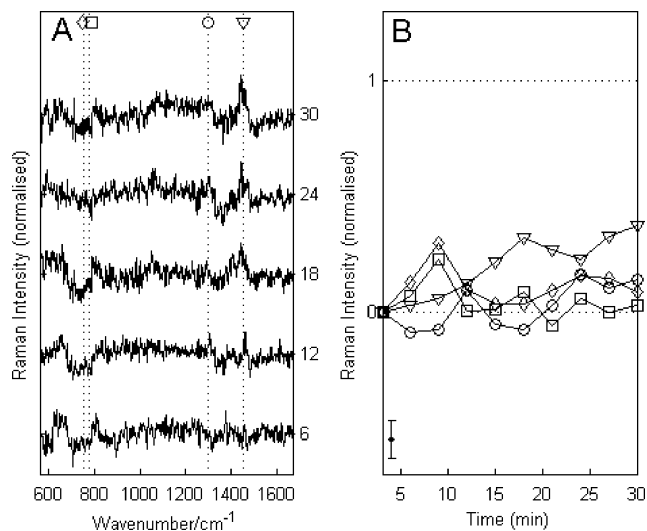 A
B
Raman Intensity (normalised)
30
24
18
12
6
600 800 1000 1200 1400 1600
Wavenumber/cm-1
Raman Intensity (normalised)
1
0
5 10 15 20 25 30
Time (min)